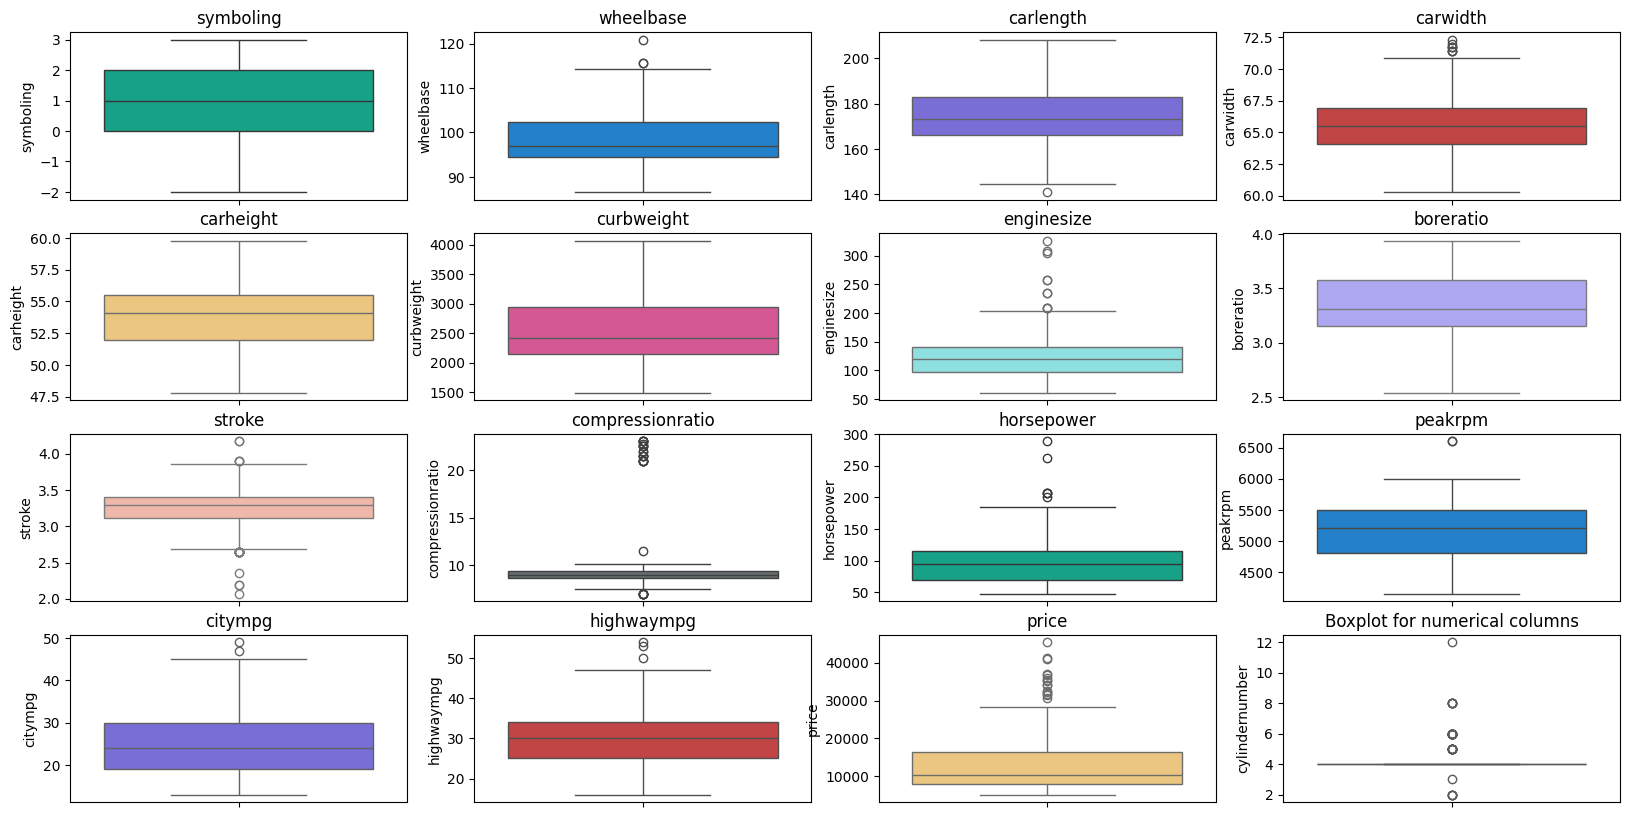 symboling
symboling
3
2
1
0
−1
−2
wheelbase
wheelbase
120
110
100
90
carlength
carlength
200
180
160
140
carwidth
carwidth
72.5
70.0
67.5
65.0
62.5
60.0
carheight
carheight
60.0
57.5
55.0
52.5
50.0
47.5
curbweight
curbweight
4000
3500
3000
2500
2000
1500
enginesize
enginesize
300
250
200
150
100
50
boreratio
boreratio
4.0
3.5
3.0
2.5
stroke
stroke
4.0
3.5
3.0
2.5
2.0
compressionratio
compressionratio
20
15
10
horsepower
horsepower
300
250
200
150
100
50
peakrpm
peakrpm
6500
6000
5500
5000
4500
citympg
citympg
50
40
30
20
highwaympg
highwaympg
50
40
30
20
price
price
40000
30000
20000
10000
Boxplot for numerical columns
cylindernumber
12
10
8
6
4
2